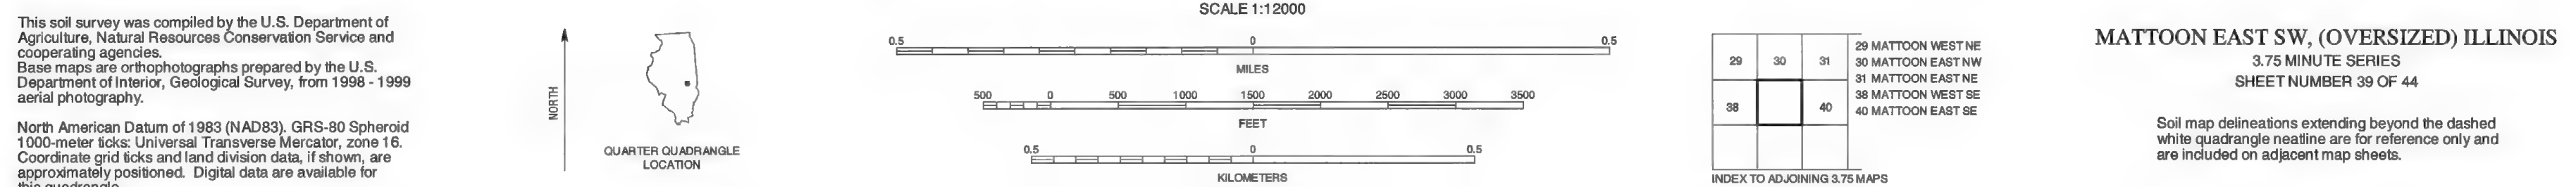 This soil survey was compiled by the U.S. Department of
Agriculture, Natural Resources Conservation Service and
cooperating agencies.
Base maps are orthophotographs prepared by the U.S.
Department of Interior, Geological Survey, from 1998 - 1999
aerial photography.
North American Datum of 1983 (NAD83). GRS-80 Spheroid
1000-meter ticks: Universal Transverse Mercator, zone 16.
Coordinate grid ticks and land division data, if shown, are
approximately positioned. Digital data are available for
this quadrangle.
NORTH
QUARTER QUADRANGLE
LOCATION
SCALE 1:12000
0.5 0 0.5
MILES
500 0 500 1000 1500 2000 2500 3000 3500
FEET
0.5 0 0.5
KILOMETERS
29 30 31
38 40
INDEX TO ADJOINING 3.75 MAPS
29 MATTOON WEST NE
30 MATTOON EAST NW
31 MATTOON EAST NE
38 MATTOON WEST SE
40 MATTOON EAST SE
MATTOON EAST SW, (OVERSIZED) ILLINOIS
3.75 MINUTE SERIES
SHEET NUMBER 39 OF 44
Soil map delineations extending beyond the dashed
white quadrangle neatline are for reference only and
are included on adjacent map sheets.